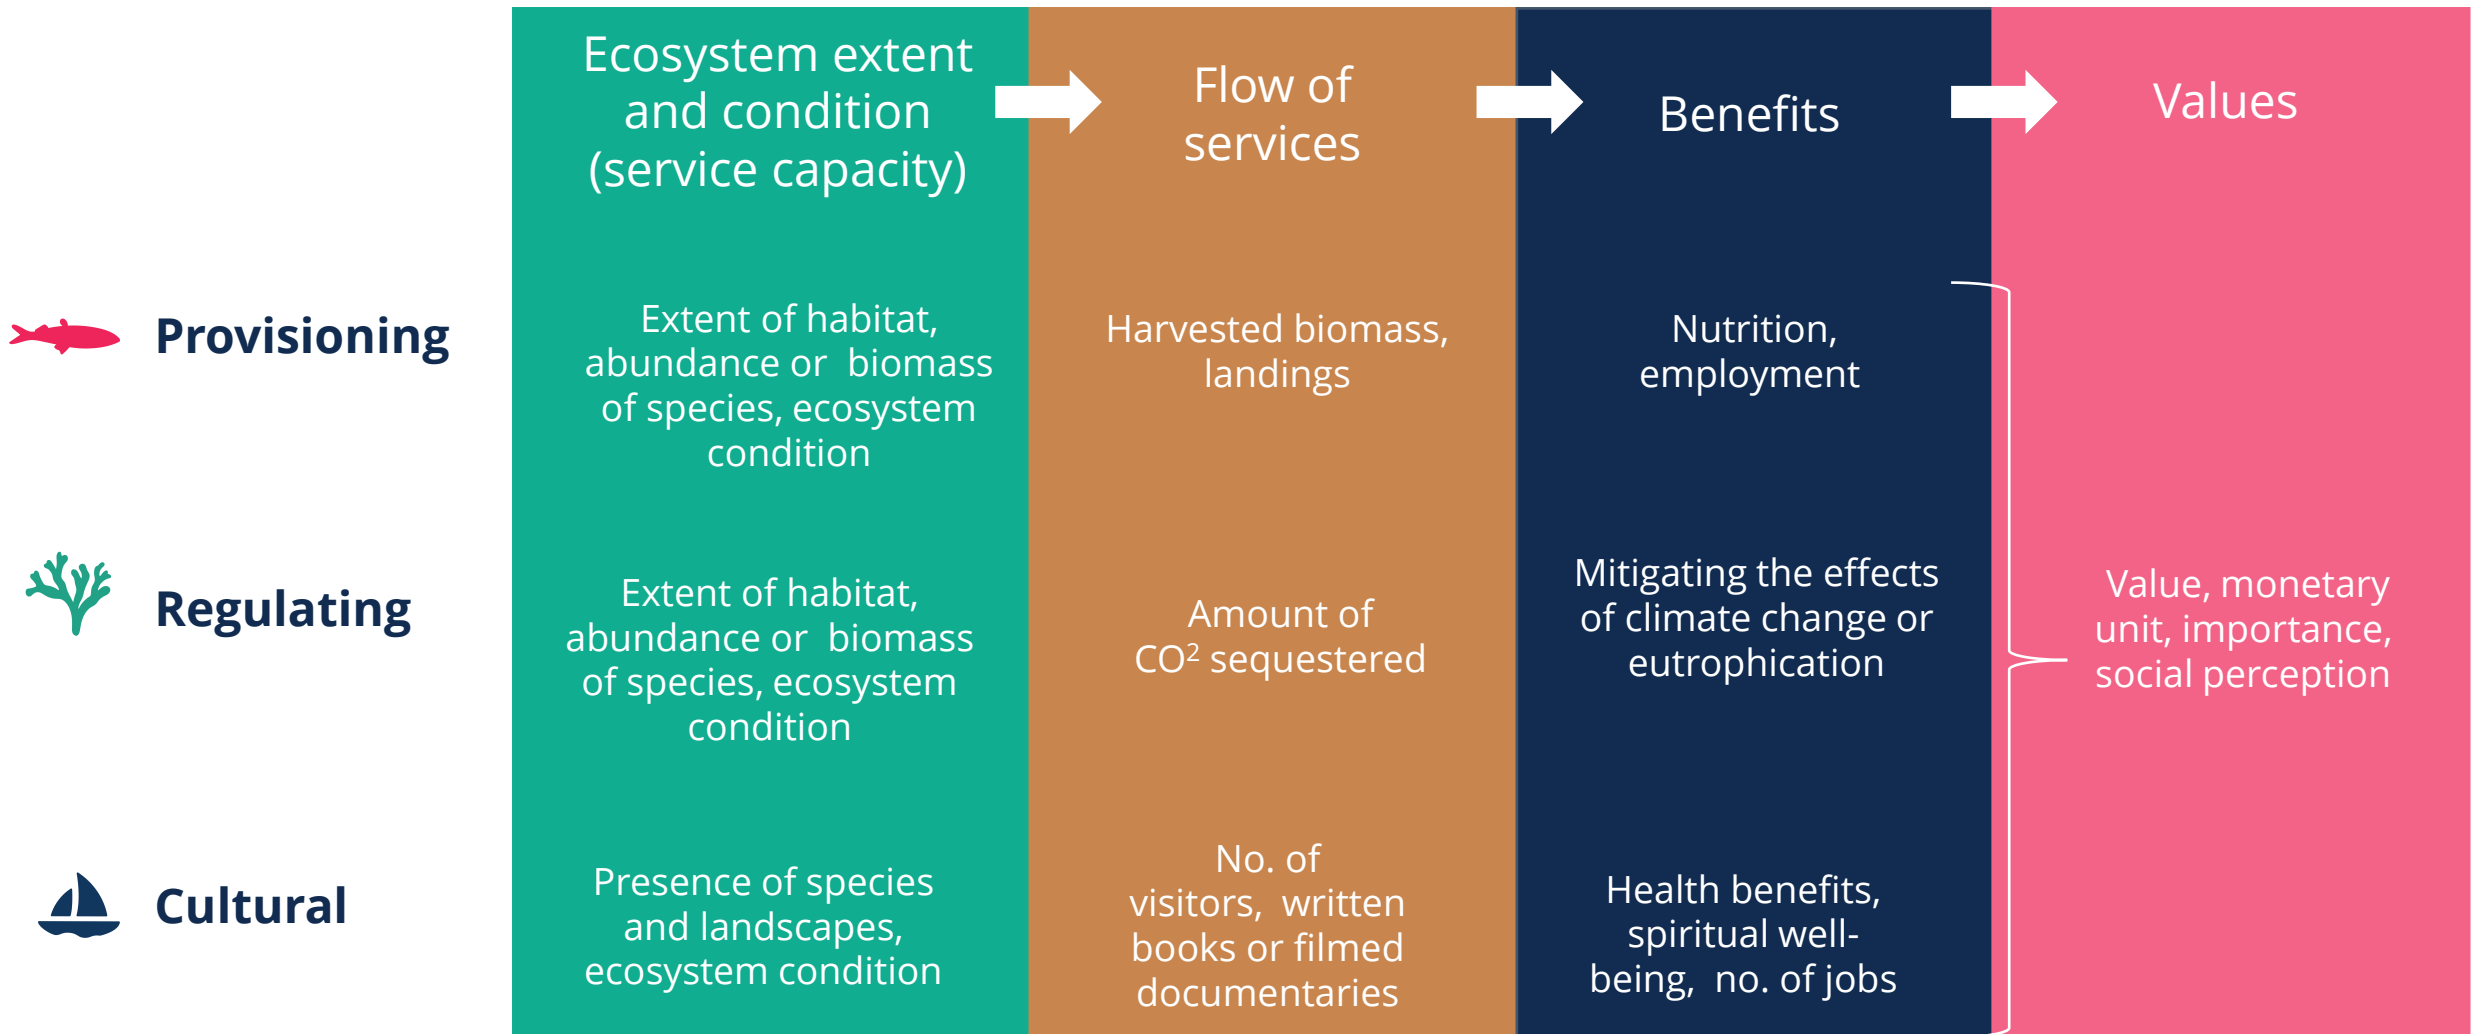 Ecosystem extent
and condition
(service capacity)
Flow of
services
Benefits
Values
Provisioning
Extent of habitat,
abundance or  biomass
of species, ecosystem
condition
Harvested biomass,
landings
Nutrition,
employment
Regulating
Extent of habitat,
abundance or  biomass
of species, ecosystem
condition
Amount of
CO² sequestered
Mitigating the effects
of climate change or
eutrophication
Value, monetary
unit, importance,
social perception
Cultural
Presence of species
and landscapes,
ecosystem condition
No. of
visitors,  written
books or filmed
documentaries
Health benefits,
spiritual well-
being,  no. of jobs